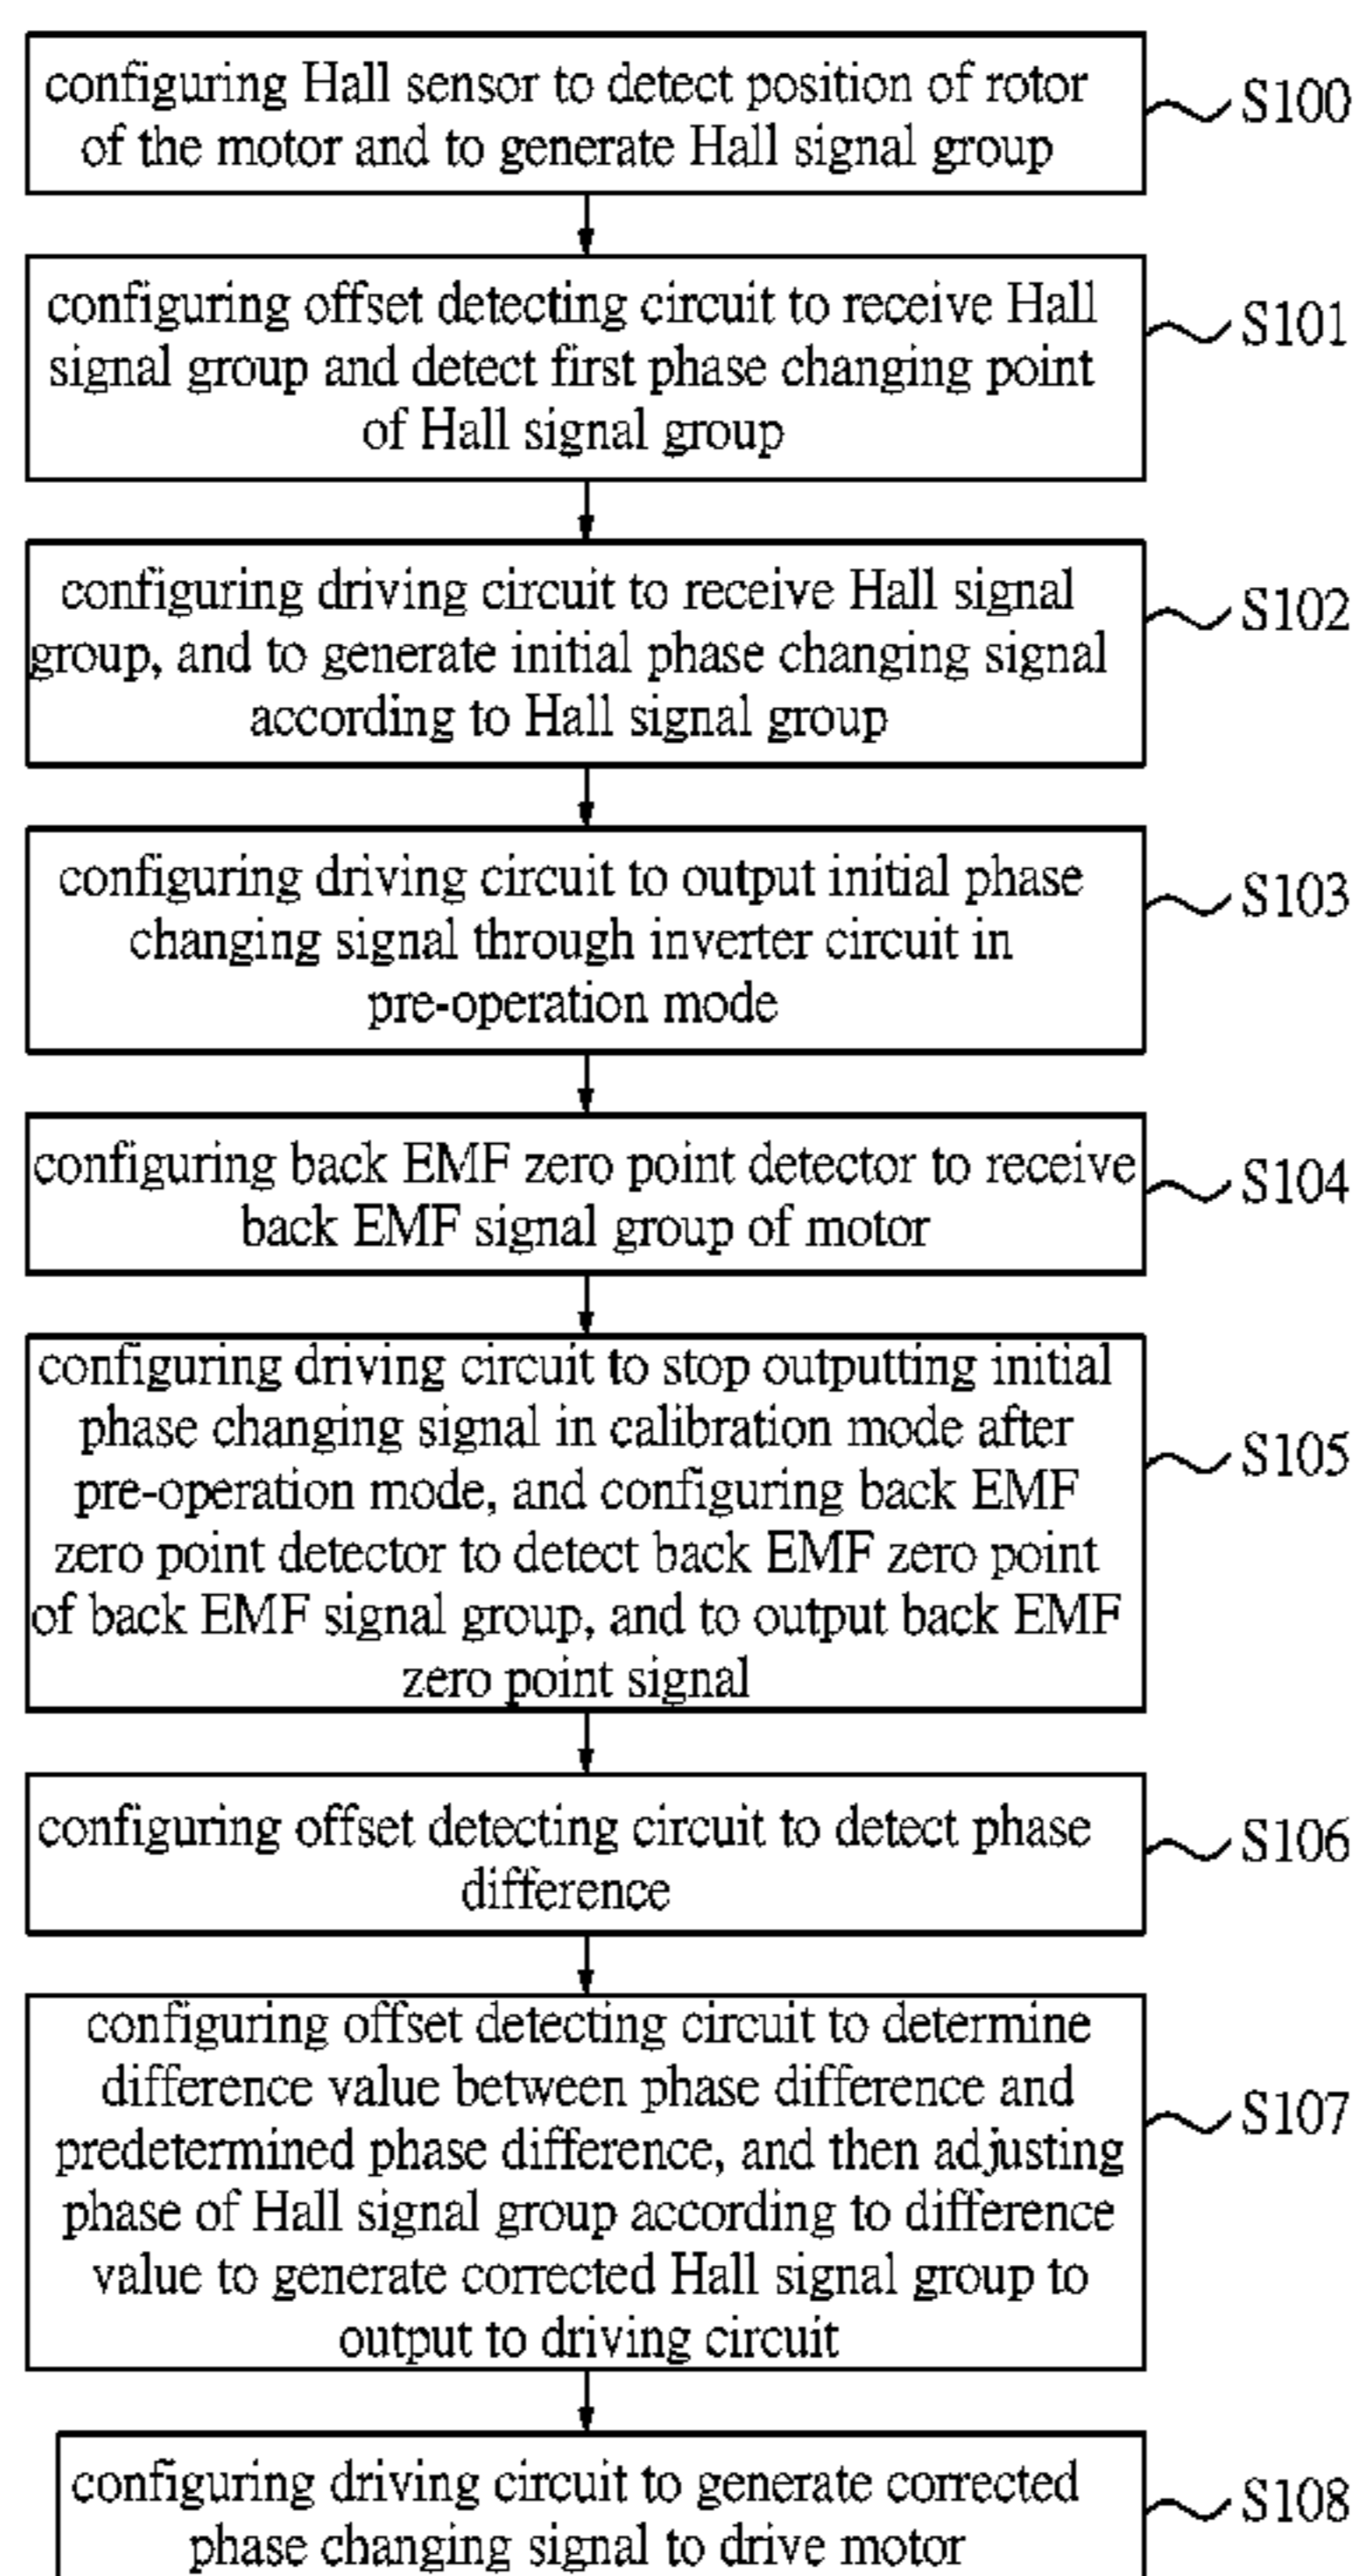 configuring Hall sensor to detect position of rotor
of the motor and to generate Hall signal group
S100
configuring offset detecting circuit to receive Hall
signal group and detect first phase changing point
of Hall signal group
S101
configuring driving circuit to receive Hall signal
group, and to generate initial phase changing signal
according to Hall signal group
S102
configuring driving circuit to output initial phase
changing signal through inverter circuit in
pre-operation mode
S103
configuring back EMF zero point detector to receive
back EMF signal group of motor
S104
configuring driving circuit to stop outputting initial
phase changing signal in calibration mode after
pre-operation mode, and configuring back EMF
zero point detector to detect back EMF zero point
of back EMF signal group, and to output back EMF
zero point signal
S105
configuring offset detecting circuit to detect phase
difference
S106
configuring offset detecting circuit to determine
difference value between phase difference and
predetermined phase difference, and then adjusting
phase of Hall signal group according to difference
value to generate corrected Hall signal group to
output to driving circuit
S107
configuring driving circuit to generate corrected
phase changing signal to drive motor
S108